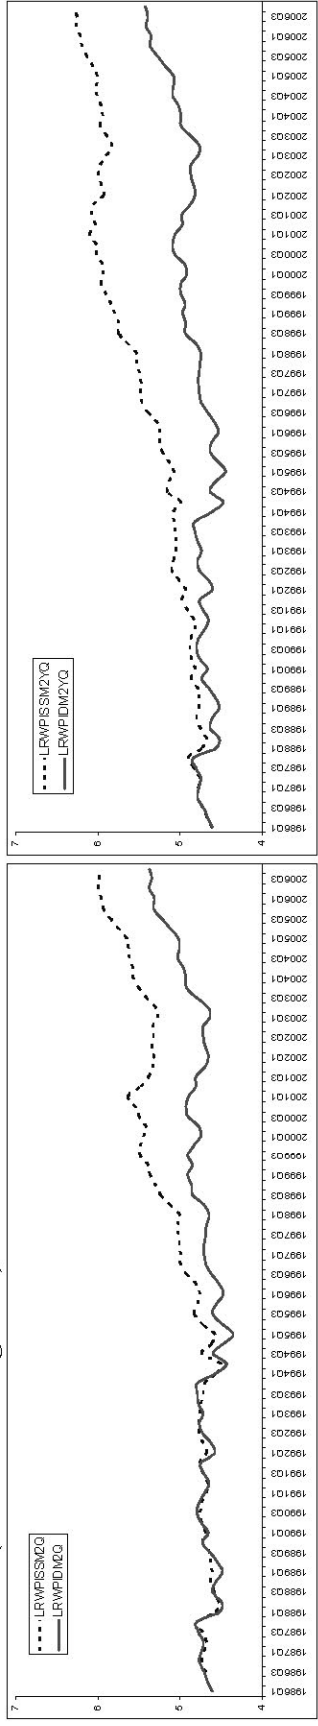 LRWPISSM2Q
LRWPIDM2Q
7
6
5
4
1986Q1
1986Q3
1987Q1
1987Q3
1988Q1
1988Q3
1989Q1
1989Q3
1990Q1
1990Q3
1991Q1
1991Q3
1992Q1
1992Q3
1993Q1
1993Q3
1994Q1
1994Q3
1995Q1
1995Q3
1996Q1
1996Q3
1997Q1
1997Q3
1998Q1
1998Q3
1999Q1
1999Q3
2000Q1
2000Q3
2001Q1
2001Q3
2002Q1
2002Q3
2003Q1
2003Q3
2004Q1
2004Q3
2005Q1
2005Q3
2006Q1
2006Q3
LRWPISSM2YQ
LRWPIDM2YQ
7
6
5
4
1986Q1
1986Q3
1987Q1
1987Q3
1988Q1
1988Q3
1989Q1
1989Q3
1990Q1
1990Q3
1991Q1
1991Q3
1992Q1
1992Q3
1993Q1
1993Q3
1994Q1
1994Q3
1995Q1
1995Q3
1996Q1
1996Q3
1997Q1
1997Q3
1998Q1
1998Q3
1999Q1
1999Q3
2000Q1
2000Q3
2001Q1
2001Q3
2002Q1
2002Q3
2003Q1
2003Q3
2004Q1
2004Q3
2005Q1
2005Q3
2006Q1
2006Q3